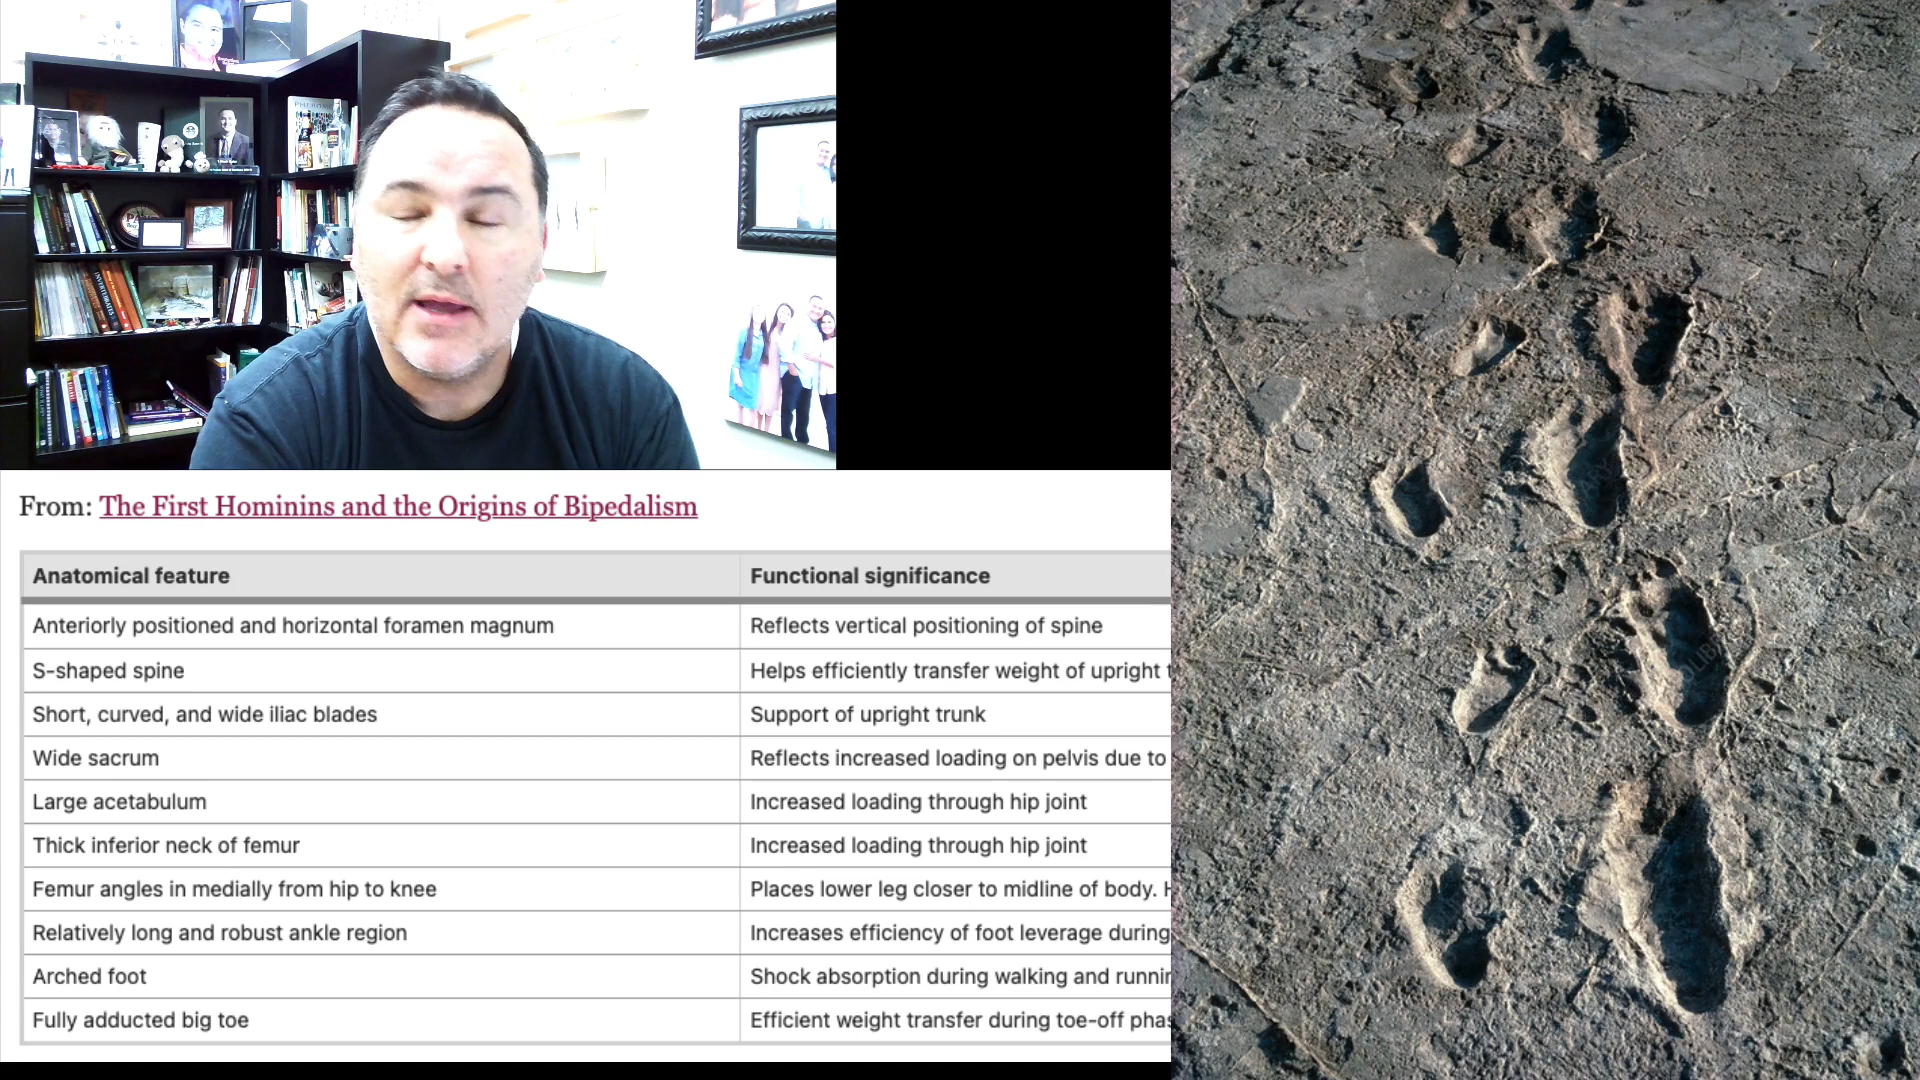 INVERTEBRATES
From: The First Hominins and the Origins of Bipedalism
Anatomical feature Functional significance
Anteriorly positioned and horizontal foramen magnum Reflects vertical positioning of spine
S-shaped spine Helps efficiently transfer weight of upright t
Short, curved, and wide iliac blades Support of upright trunk
Wide sacrum Reflects increased loading on pelvis due to
Large acetabulum Increased loading through hip joint
Thick inferior neck of femur Increased loading through hip joint
Femur angles in medially from hip to knee Places lower leg closer to midline of body. H
Relatively long and robust ankle region Increases efficiency of foot leverage during
Arched foot Shock absorption during walking and runnin
Fully adducted big toe Efficient weight transfer during toe-off phas